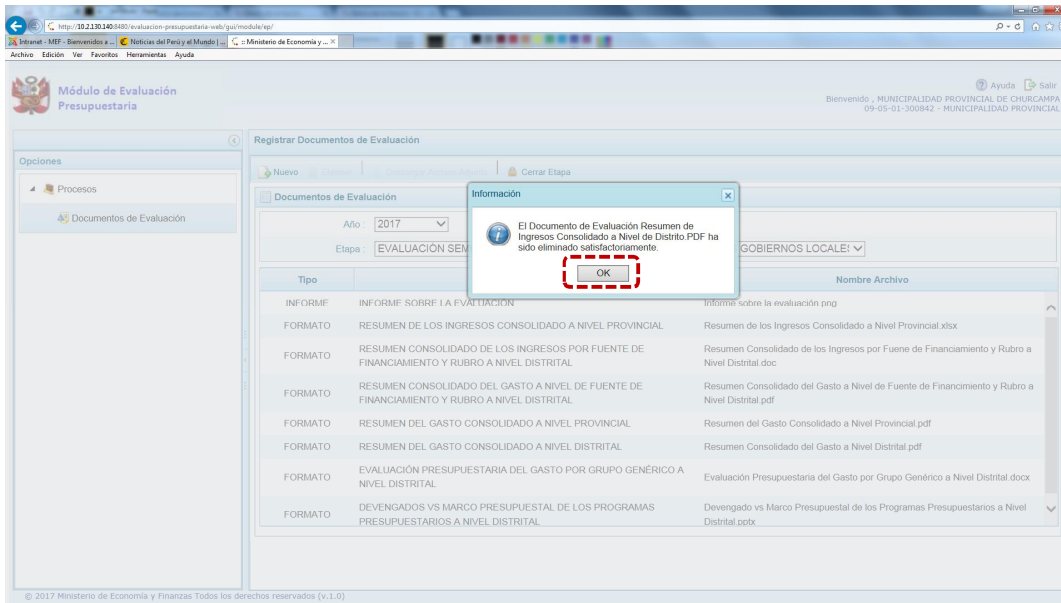 http://10.2.130.140:8480/evaluacion-presupuestaria-web/gui/module/ep/
Intranet - MEF - Bienvenidos a ...
Noticias del Perú y el Mundo | ...
:: Ministerio de Economía y ...
Archivo Edición Ver Favoritos Herramientas Ayuda
Módulo de Evaluación
Presupuestaria
Ayuda Salir
Bienvenido , MUNICIPALIDAD PROVINCIAL DE CHURCAMPA
09-05-01-300842 - MUNICIPALIDAD PROVINCIAL
Opciones
Procesos
Documentos de Evaluación
Registrar Documentos de Evaluación
Nuevo
Cerrar Etapa
Documentos de Evaluación
Año : 2017
Etapa : EVALUACIÓN SEM
GOBIERNOS LOCALE
Información
El Documento de Evaluación Resumen de
Ingresos Consolidado a Nivel de Distrito.PDF ha
sido eliminado satisfactoriamente.
OK
Tipo
Nombre Archivo
INFORME INFORME SOBRE LA EVALUACIÓN Informe sobre la evaluación.png
FORMATO RESUMEN DE LOS INGRESOS CONSOLIDADO A NIVEL PROVINCIAL Resumen de los Ingresos Consolidado a Nivel Provincial.xlsx
FORMATO
RESUMEN CONSOLIDADO DE LOS INGRESOS POR FUENTE DE
FINANCIAMIENTO Y RUBRO A NIVEL DISTRITAL
Resumen Consolidado de los Ingresos por Fuene de Financiamiento y Rubro a
Nivel Distrital.doc
FORMATO
RESUMEN CONSOLIDADO DEL GASTO A NIVEL DE FUENTE DE
FINANCIAMIENTO Y RUBRO A NIVEL DISTRITAL
Resumen Consolidado del Gasto a Nivel de Fuente de Financimiento y Rubro a
Nivel Distrital.pdf
FORMATO RESUMEN DEL GASTO CONSOLIDADO A NIVEL PROVINCIAL Resumen del Gasto Consolidado a Nivel Provincial.pdf
FORMATO RESUMEN DEL GASTO CONSOLIDADO A NIVEL DISTRITAL Resumen Consolidado del Gasto a Nivel Distrital.pdf
FORMATO
EVALUACIÓN PRESUPUESTARIA DEL GASTO POR GRUPO GENÉRICO A
NIVEL DISTRITAL
Evaluación Presupuestaria del Gasto por Grupo Genérico a Nivel Distrital.docx
FORMATO
DEVENGADOS VS MARCO PRESUPUESTAL DE LOS PROGRAMAS
PRESUPUESTARIOS A NIVEL DISTRITAL
Devengado vs Marco Presupuestal de los Programas Presupuestarios a Nivel
Distrital.pptx
© 2017 Ministerio de Economía y Finanzas Todos los derechos reservados (v.1.0)